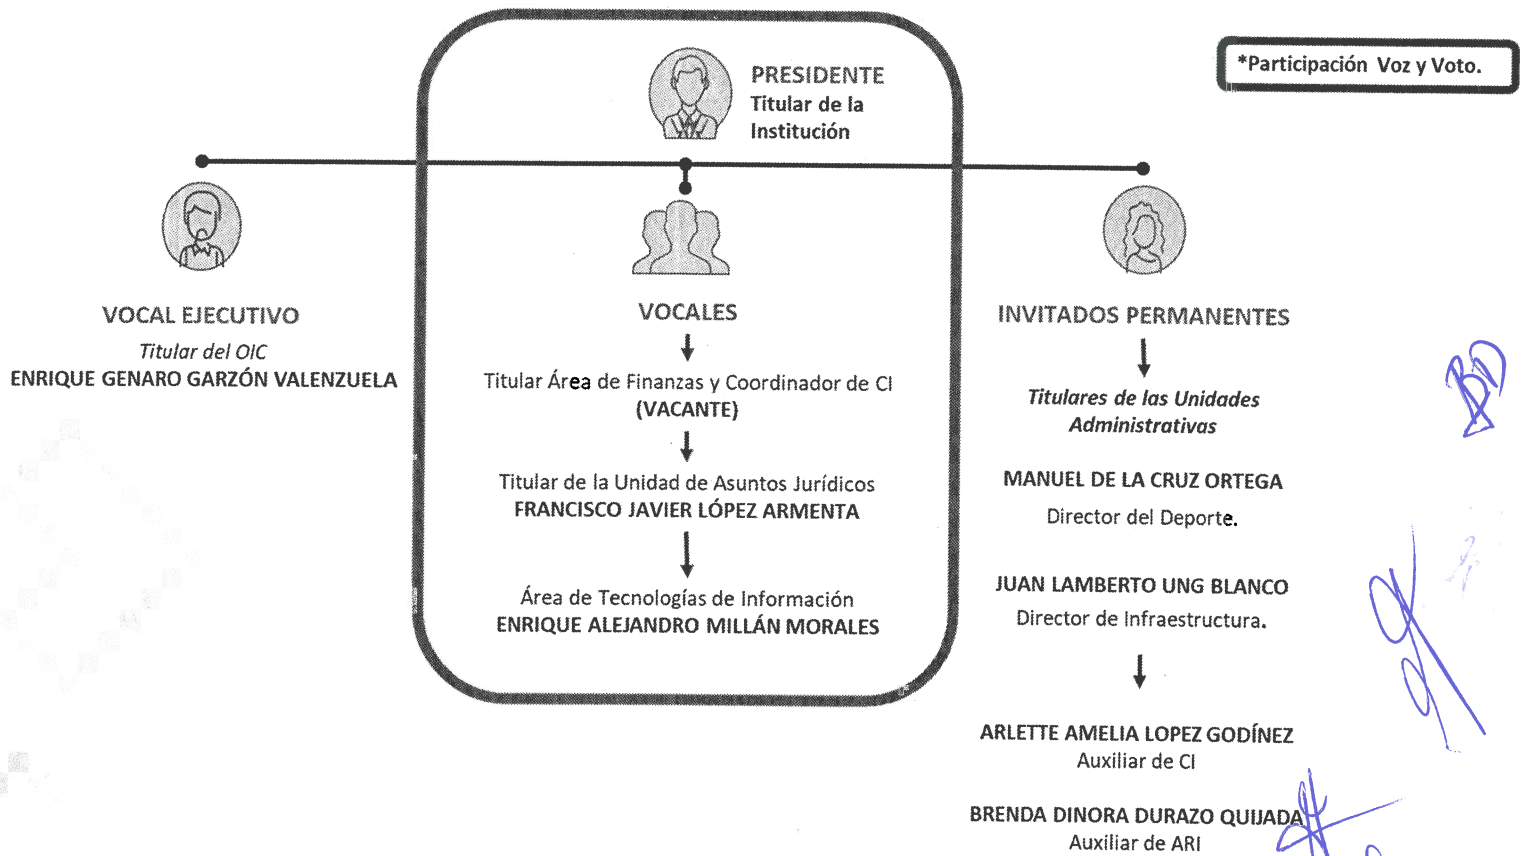 *Participación Voz y Voto.
PRESIDENTE
Titular de la
Institución
VOCAL EJECUTIVO
Titular del OIC
ENRIQUE GENARO GARZÓN VALENZUELA
VOCALES
Titular Área de Finanzas y Coordinador de CI
(VACANTE)
Titular de la Unidad de Asuntos Jurídicos
FRANCISCO JAVIER LÓPEZ ARMENTA
Área de Tecnologías de Información
ENRIQUE ALEJANDRO MILLÁN MORALES
INVITADOS PERMANENTES
Titulares de las Unidades
Administrativas
MANUEL DE LA CRUZ ORTEGA
Director del Deporte.
JUAN LAMBERTO UNG BLANCO
Director de Infraestructura.
ARLETTE AMELIA LOPEZ GODÍNEZ
Auxiliar de CI
BRENDA DINORA DURAZO QUIJADA
Auxiliar de ARI